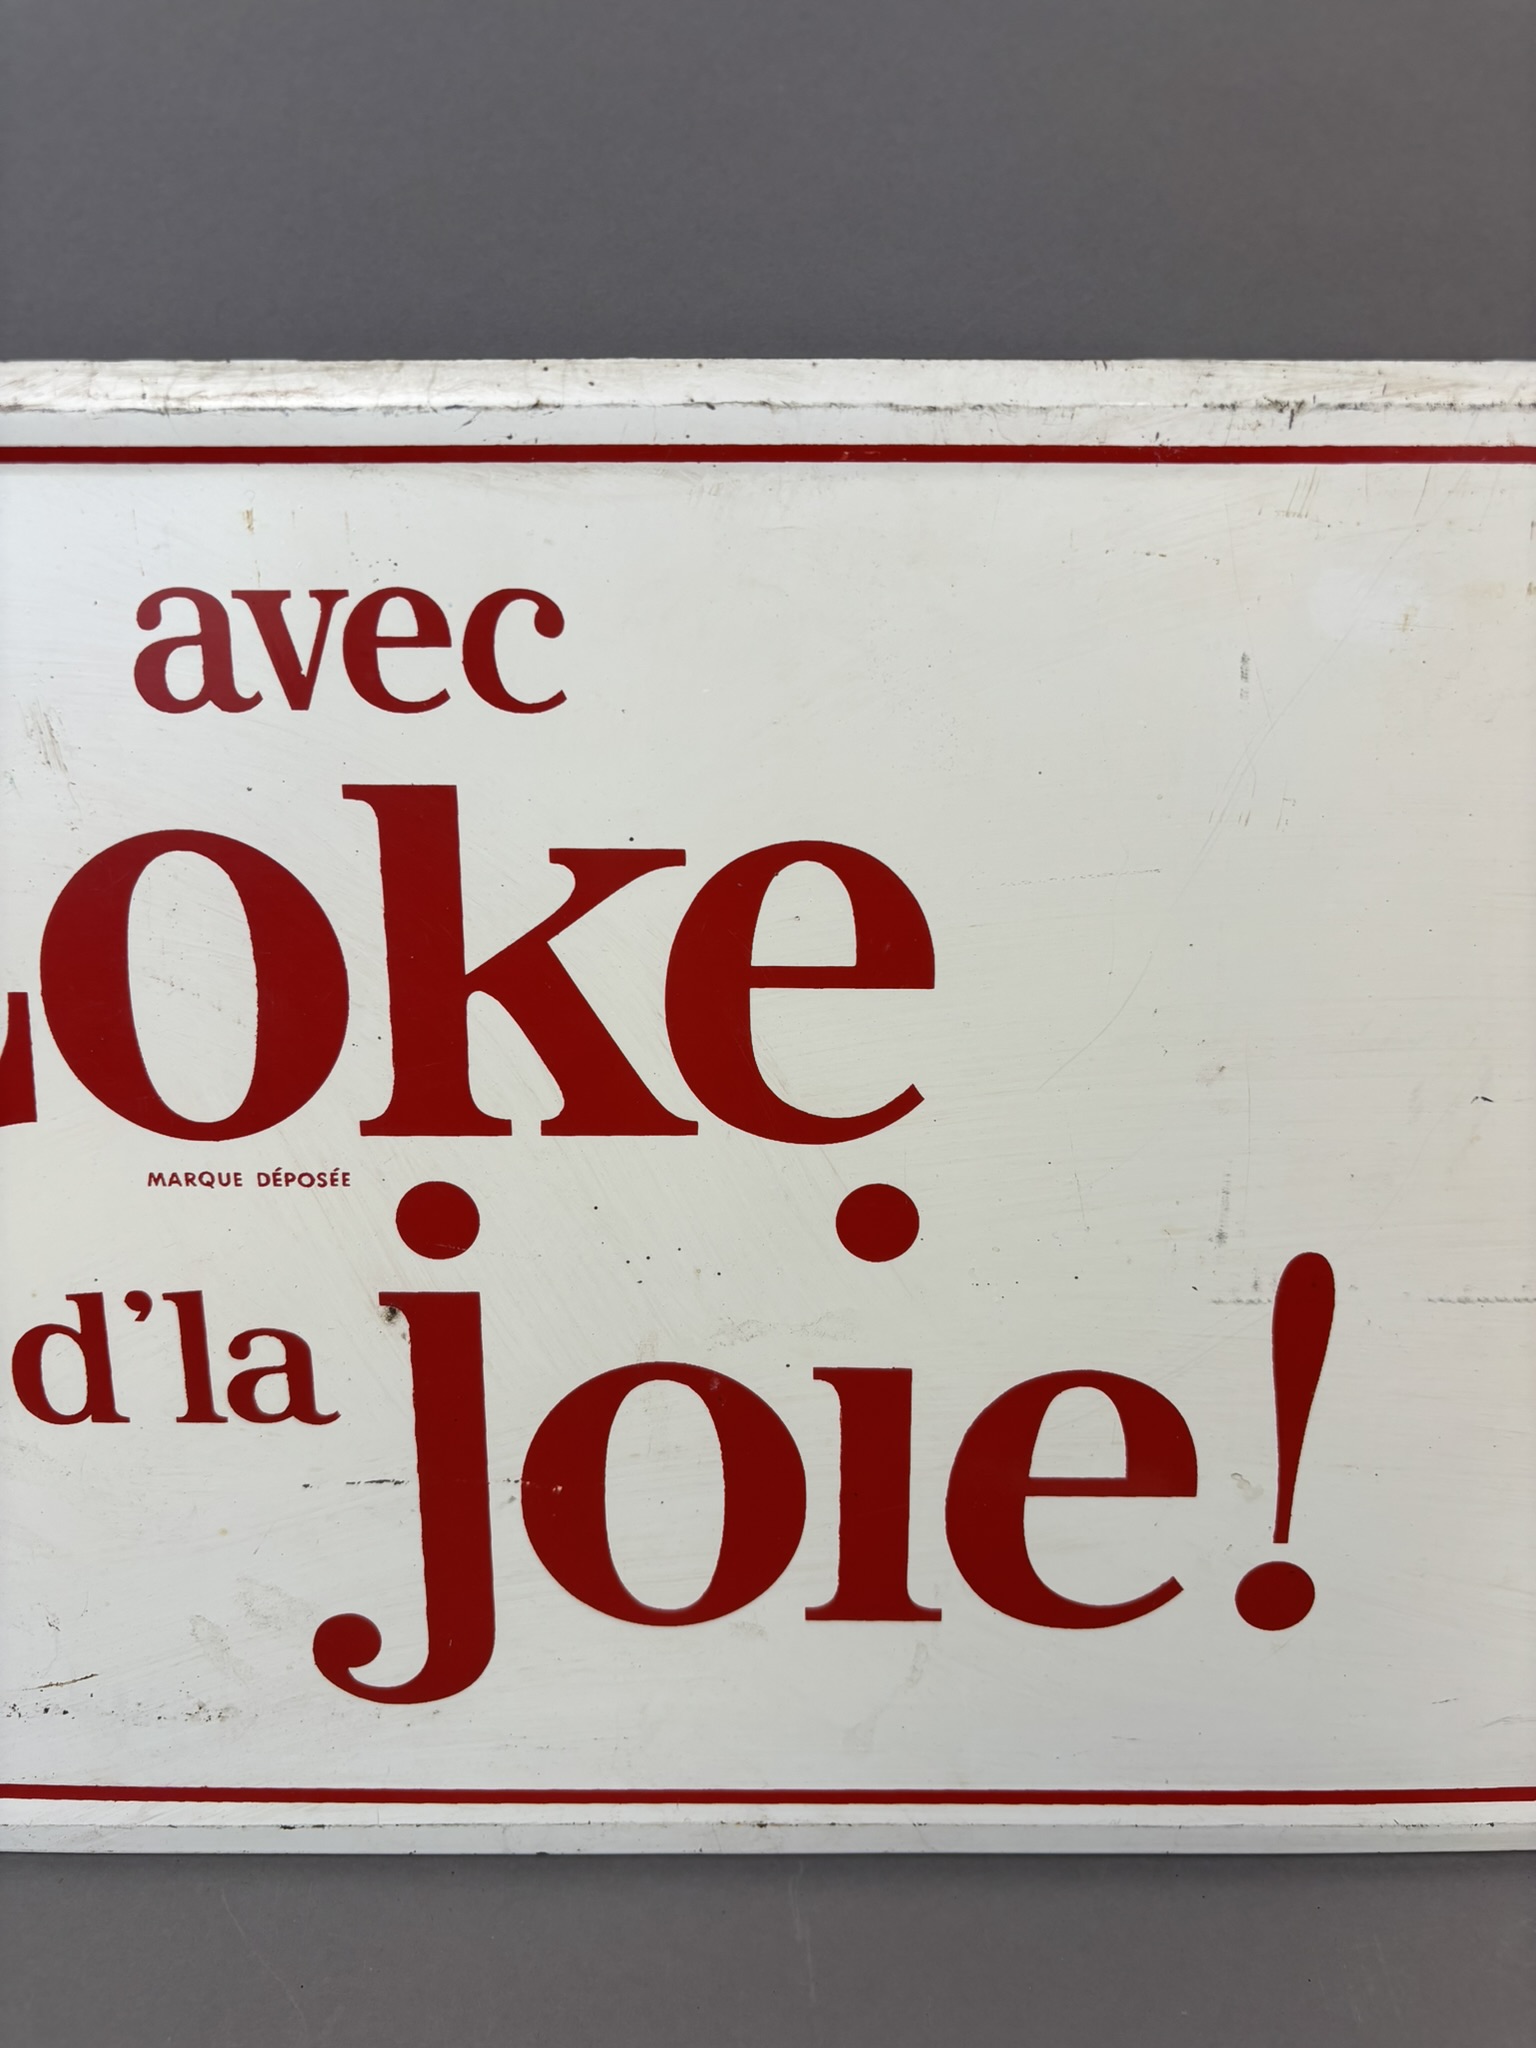 avec
oke
MARQUE DÉPOSÉE
d'la joie!